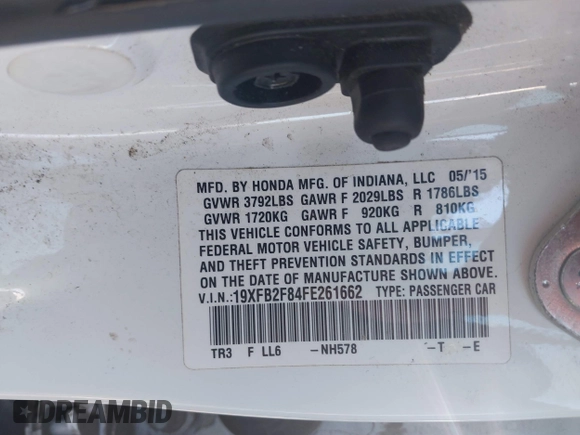 MFD. BY HONDA MFG. OF INDIANA, LLC 05/'15
GVWR 3792LBS GAWR F 2029LBS R 1786LBS
GVWR 1720KG GAWR F 920KG R 810KG
THIS VEHICLE CONFORMS TO ALL APPLICABLE
FEDERAL MOTOR VEHICLE SAFETY, BUMPER,
AND THEFT PREVENTION STANDARDS IN EFFECT
ON THE DATE OF MANUFACTURE SHOWN ABOVE.
V.I.N.:19XFB2F84FE261662 TYPE: PASSENGER CAR
TR3 F LL6 -NH578 -T -E
DREAMBID